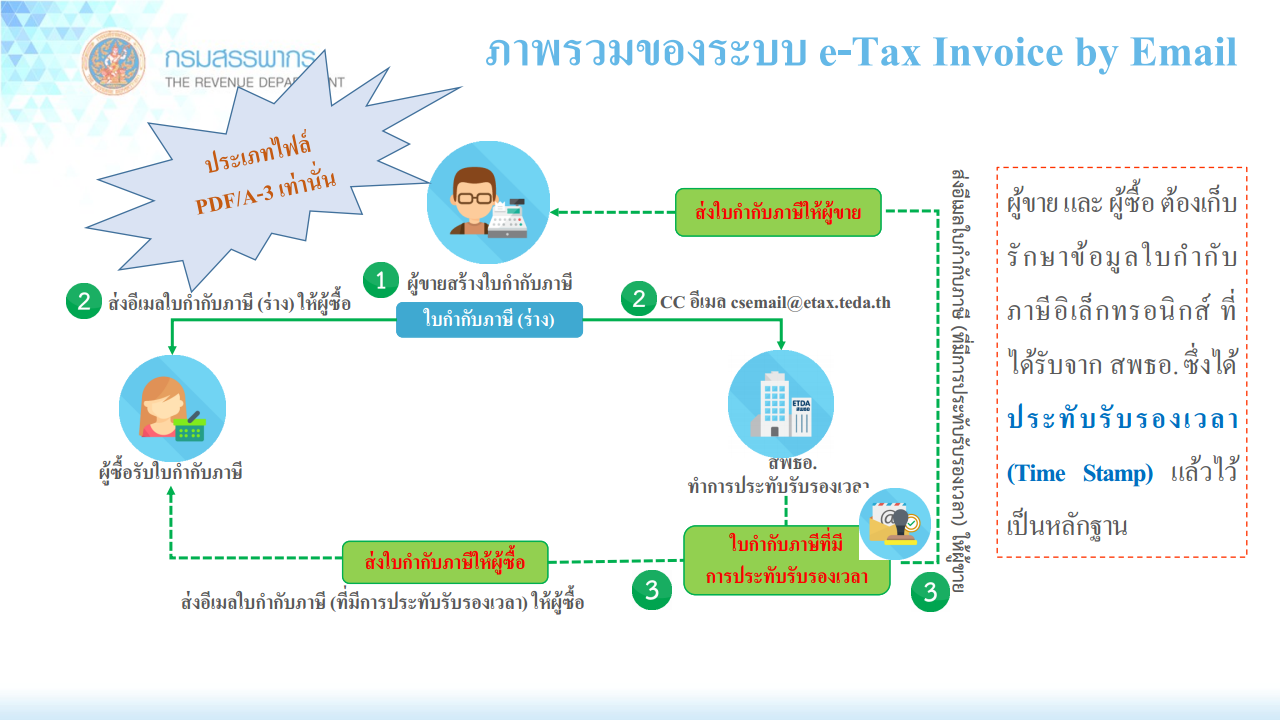 ภาพรวมของระบบ e-Tax Invoice by Email
กรมสรรพากร
THE REVENUE DEPARTMENT
ประเภทไฟล์
PDF/A-3 เท่านั่น
ส่งใบกำกับภาษีให้ผู้ขาย
1
ผู้ขายสร้างใบกำกับภาษี
2
ส่งอีเมลใบกำกับภาษี (ร่าง) ให้ผู้ซื้อ
ใบกำกับภาษี (ร่าง)
2
CC อีเมล csemail@etax.teda.th
ETDA
สพธอ
ผู้ซื้อรับใบกำกับภาษี
สพธอ.
ทำการประทับรับรองเวลา
ใบกำกับภาษีที่มี
การประทับรับรองเวลา
ส่งใบกำกับภาษีให้ผู้ซื้อ
3
3
ส่งอีเมลใบกำกับภาษี (ที่มีการประทับรับรองเวลา) ให้ผู้ซื้อ
ส่งอีเมลใบกำกับภาษี (ที่มีการประทับรับรองเวลา) ให้ผู้ขาย
ผู้ขาย และ ผู้ซื้อ ต้องเก็บ
รักษาข้อมูลใบกำกับ
ภาษีอิเล็กทรอนิกส์ ที่
ได้รับจาก สพธอ. ซึ่งได้
ประทับรับรองเวลา
(Time Stamp) แล้วไว้
เป็นหลักฐาน